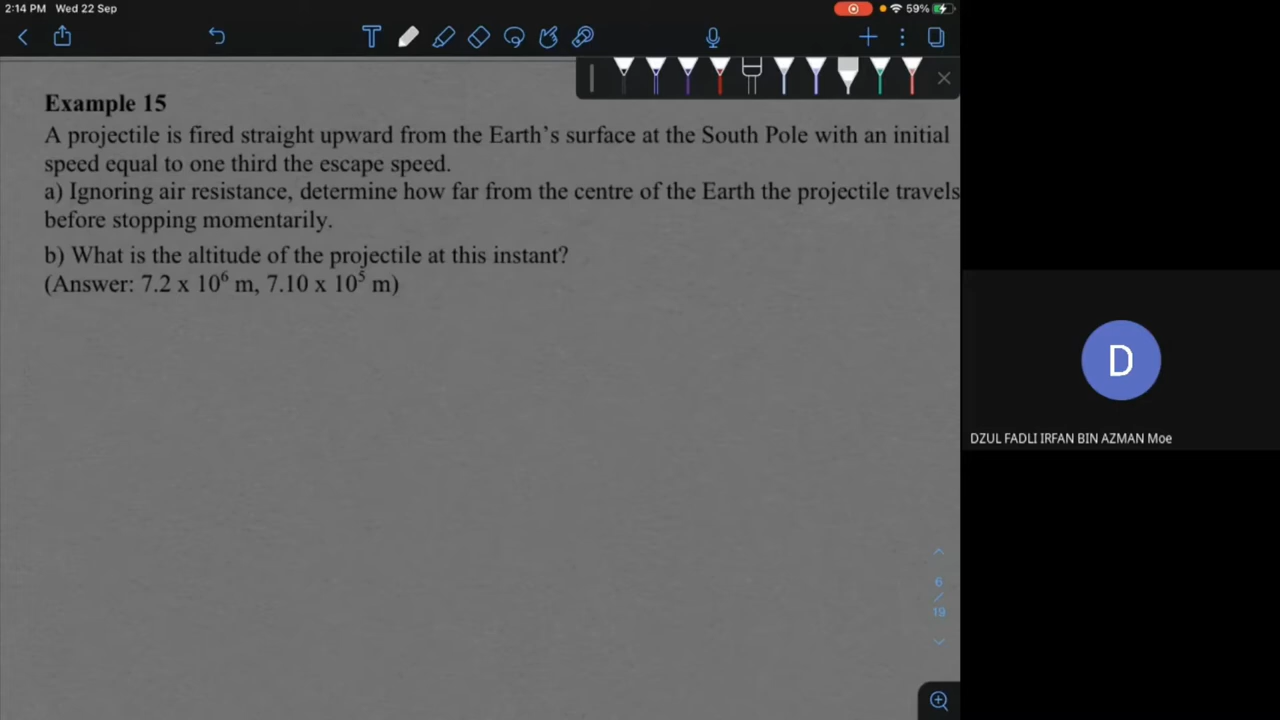 2:14 PM Wed 22 Sep
59%
Example 15
A projectile is fired straight upward from the Earth's surface at the South Pole with an initial
speed equal to one third the escape speed.
a) Ignoring air resistance, determine how far from the centre of the Earth the projectile travels
before stopping momentarily.
b) What is the altitude of the projectile at this instant?
(Answer: 7.2 x 10⁶ m, 7.10 x 10⁵ m)
D
DZUL FADLI IRFAN BIN AZMAN Moe
6
/
19